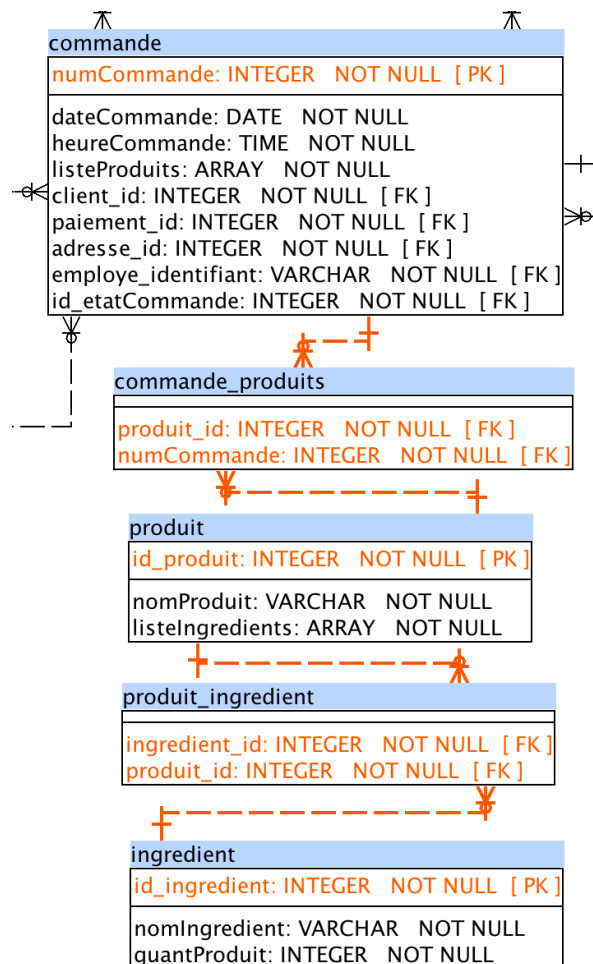 commande
numCommande: INTEGER NOT NULL [ PK ]
dateCommande: DATE NOT NULL
heureCommande: TIME NOT NULL
listeProduits: ARRAY NOT NULL
client_id: INTEGER NOT NULL [ FK ]
paiement_id: INTEGER NOT NULL [ FK ]
adresse_id: INTEGER NOT NULL [ FK ]
employe_identifiant: VARCHAR NOT NULL [ FK ]
id_etatCommande: INTEGER NOT NULL [ FK ]
commande_produits
produit_id: INTEGER NOT NULL [ FK ]
numCommande: INTEGER NOT NULL [ FK ]
produit
id_produit: INTEGER NOT NULL [ PK ]
nomProduit: VARCHAR NOT NULL
listeIngredients: ARRAY NOT NULL
produit_ingredient
ingredient_id: INTEGER NOT NULL [ FK ]
produit_id: INTEGER NOT NULL [ FK ]
ingredient
id_ingredient: INTEGER NOT NULL [ PK ]
nomIngredient: VARCHAR NOT NULL
quantProduit: INTEGER NOT NULL